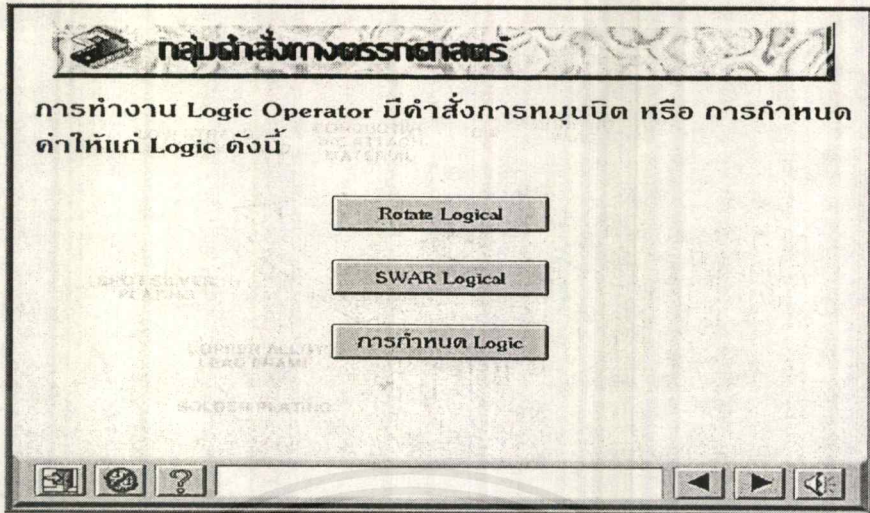 กลุ่มคำสั่งทางตรรกศาสตร์
การทำงาน Logic Operator มีคำสั่งการหมุนบิต หรือ การกำหนด
ค่าให้แก่ Logic ดังนี้
Rotate Logical
SWAR Logical
การกำหนด Logic
LEAD FRAME
SOLDER PLATING